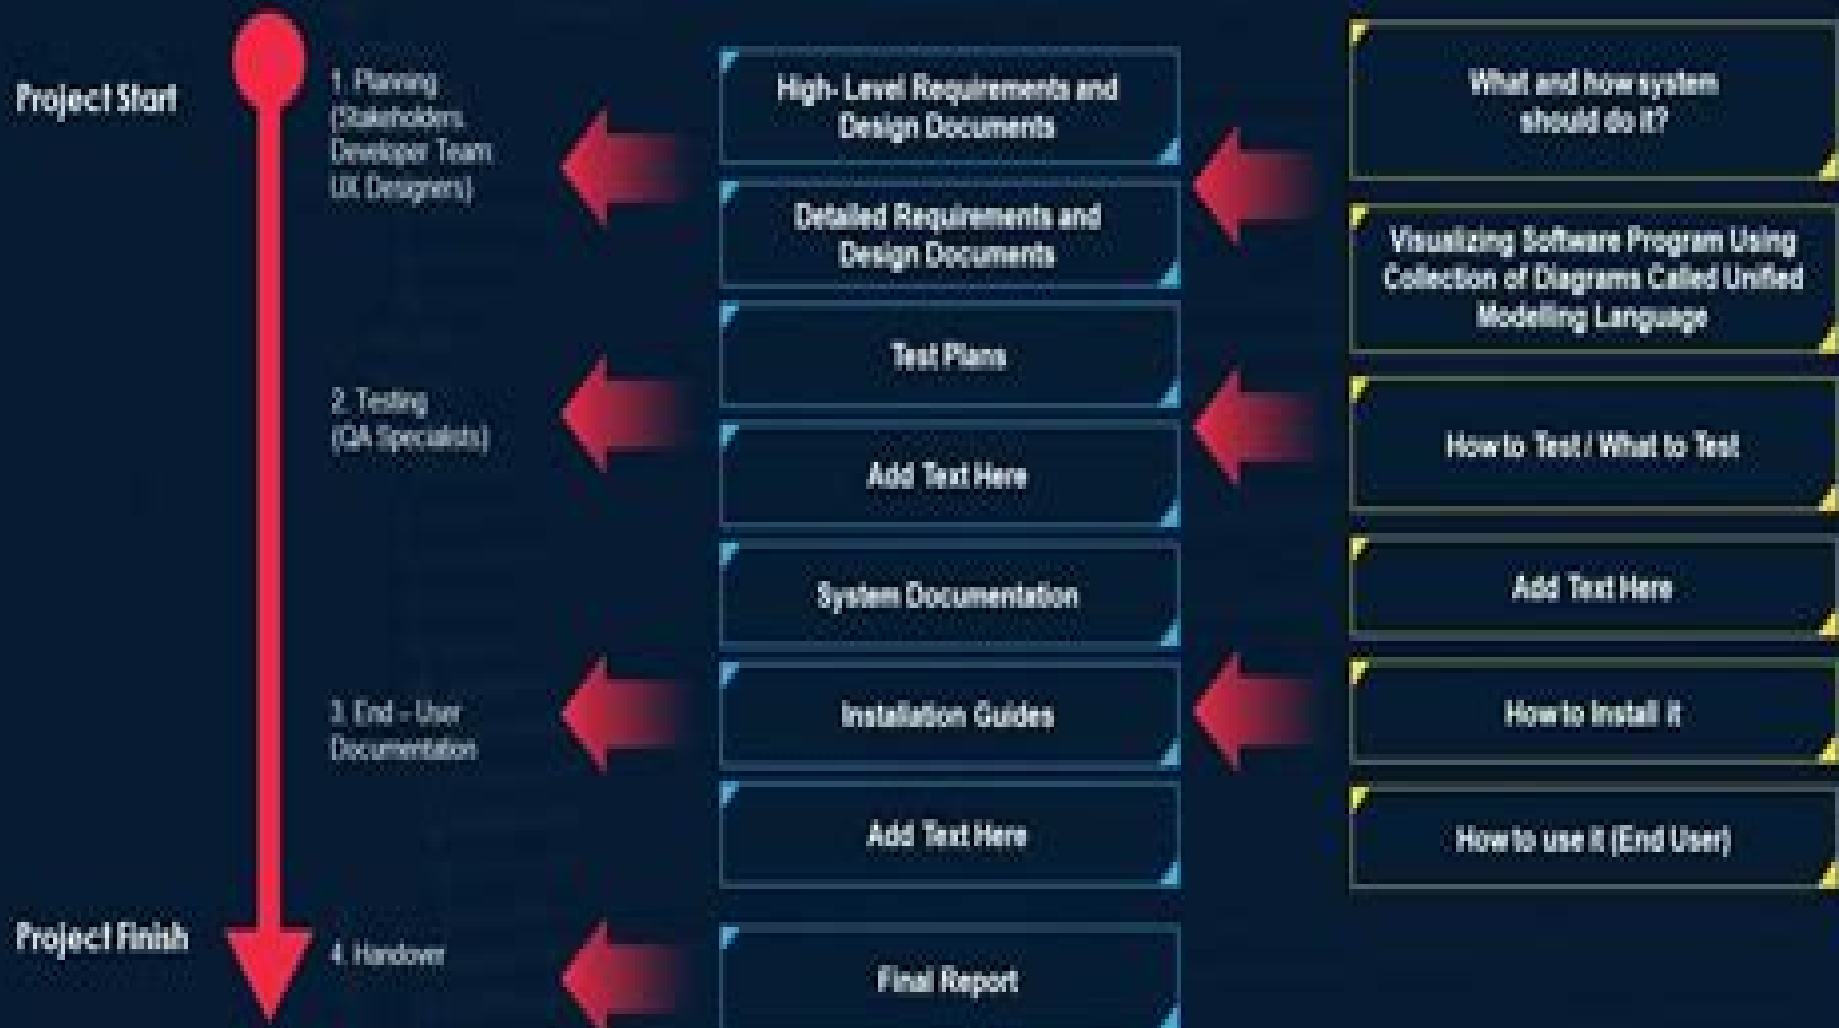 Project Start
1. Planning
(Stakeholders,
Developer Team
UX Designers)
2. Testing
(QA Specialists)
3. End – User
Documentation
Project Finish
4. Handover
High- Level Requirements and
Design Documents
Detailed Requirements and
Design Documents
Test Plans
Add Text Here
System Documentation
Installation Guides
Add Text Here
Final Report
What and how system
should do it?
Visualizing Software Program Using
Collection of Diagrams Called Unified
Modelling Language
How to Test / What to Test
Add Text Here
How to Install it
How to use it (End User)